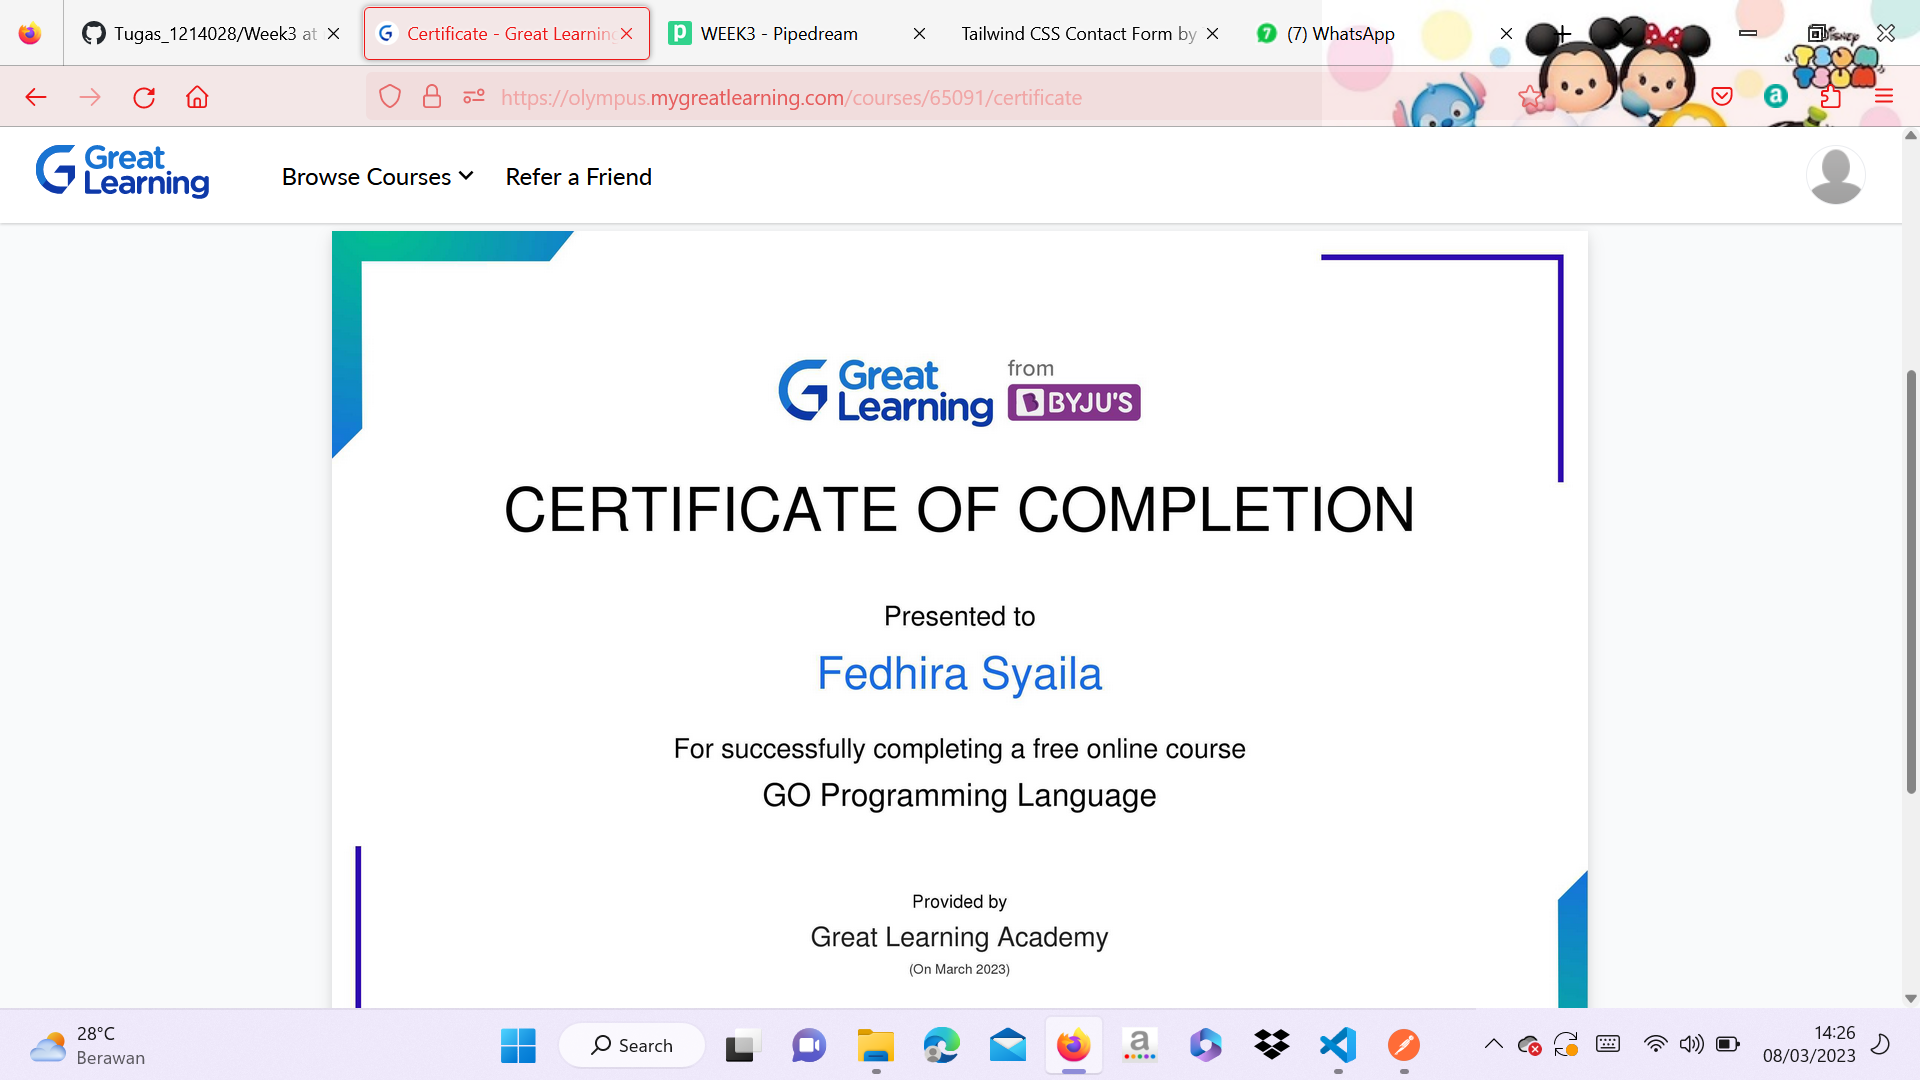 Tugas_1214028/Week3 at
Certificate - Great Learning
WEEK3 - Pipedream
Tailwind CSS Contact Form by
(7) WhatsApp
https://olympus.mygreatlearning.com/courses/65091/certificate
Disney
TSUM
TSUM
Great
Learning
Browse Courses
Refer a Friend
Great
Learning
from
BYJU'S
CERTIFICATE OF COMPLETION
Presented to
Fedhira Syaila
For successfully completing a free online course
GO Programming Language
Provided by
Great Learning Academy
(On March 2023)
28°C
Berawan
Search
14:26
08/03/2023